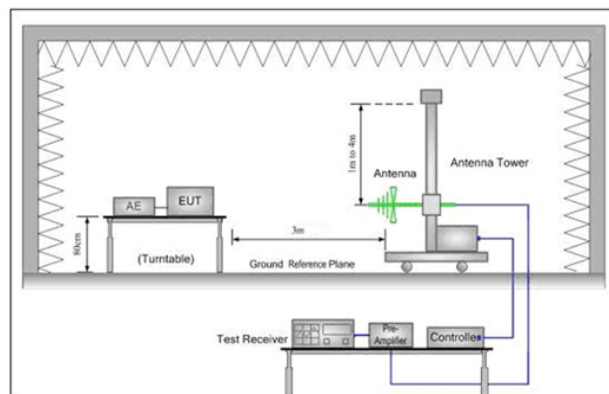 1m to 4m
Antenna
Antenna Tower
AE
EUT
80cm
(Turntable)
3m
Ground Reference Plane
Test Receiver
Pre-
Amplifier
Controller